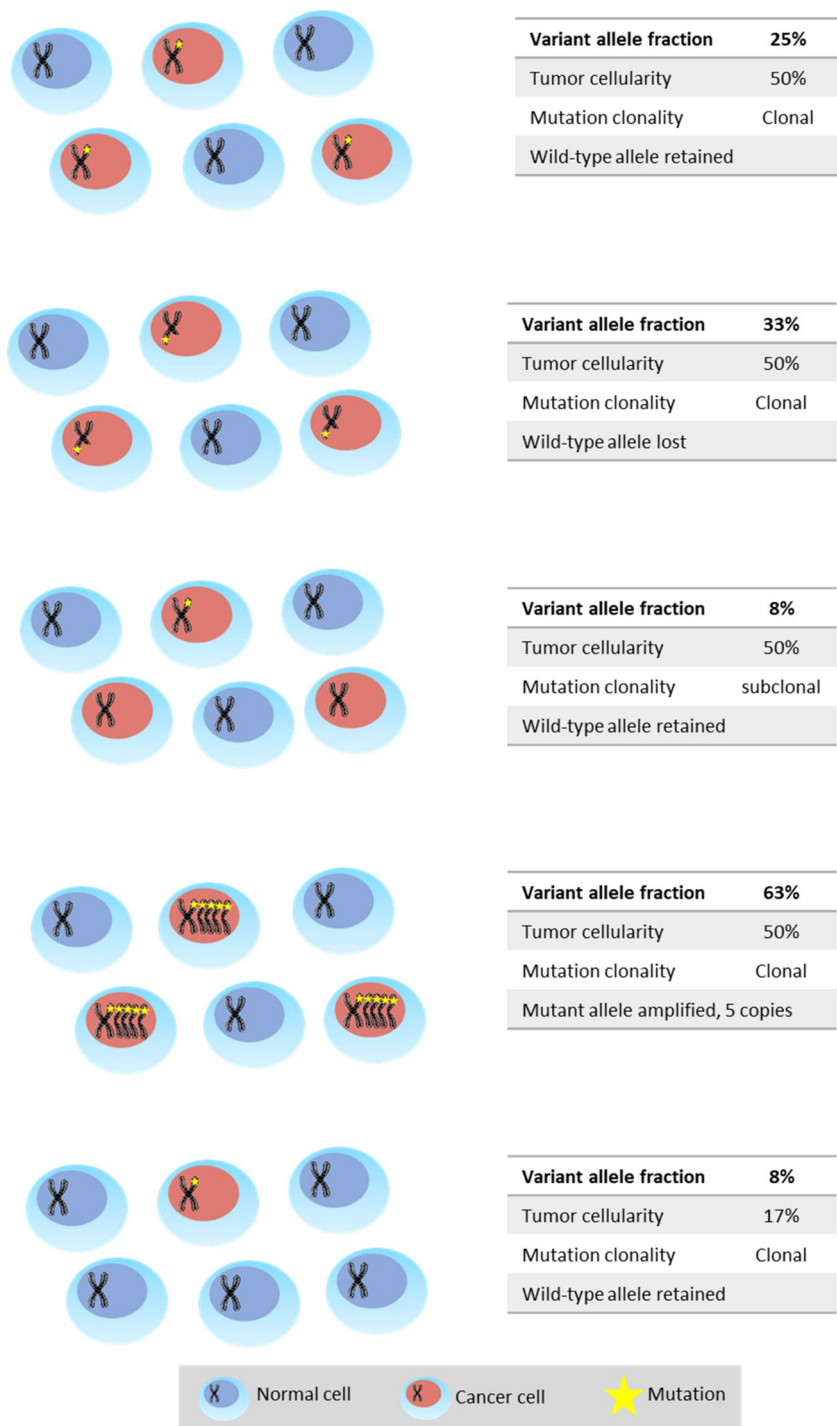 Variant allele fraction 25%
Tumor cellularity 50%
Mutation clonality Clonal
Wild-type allele retained
Variant allele fraction 33%
Tumor cellularity 50%
Mutation clonality Clonal
Wild-type allele lost
Variant allele fraction 8%
Tumor cellularity 50%
Mutation clonality subclonal
Wild-type allele retained
Variant allele fraction 63%
Tumor cellularity 50%
Mutation clonality Clonal
Mutant allele amplified, 5 copies
Variant allele fraction 8%
Tumor cellularity 17%
Mutation clonality Clonal
Wild-type allele retained
Normal cell Cancer cell Mutation